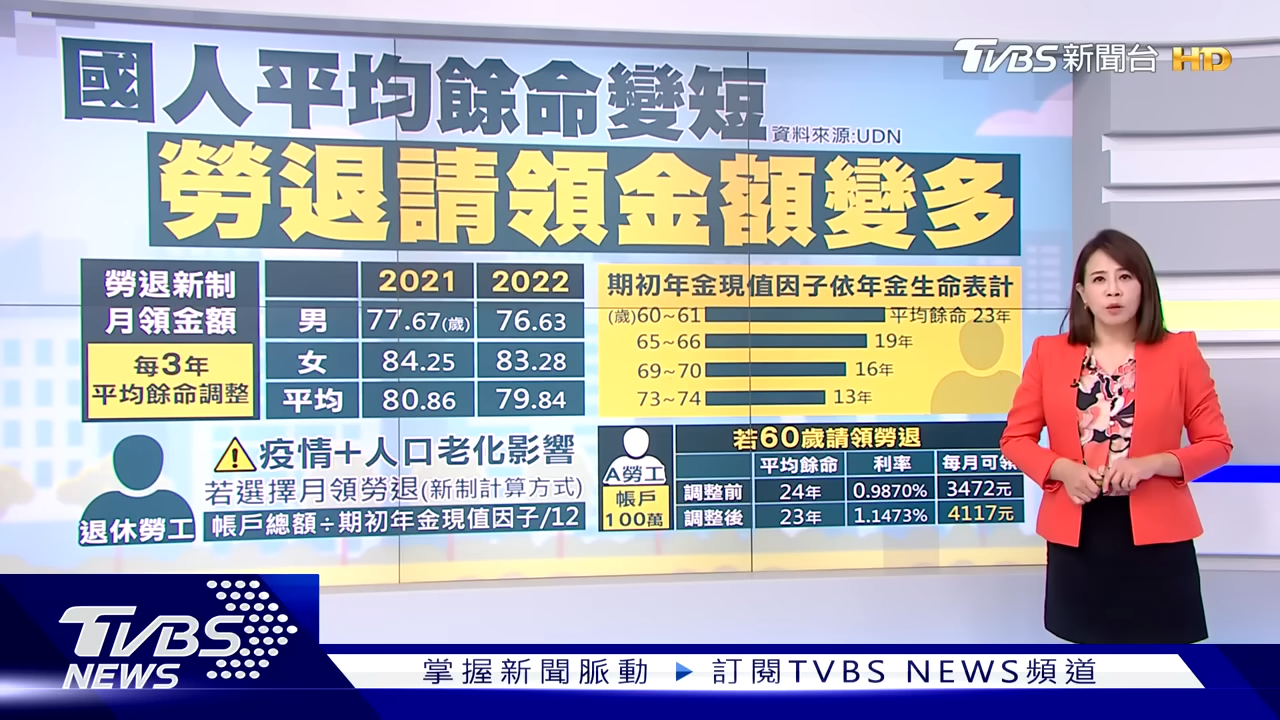 TVBS新聞台 HD
國人平均餘命變短
資料來源:UDN
勞退請領金額變多
勞退新制
月領金額
每3年
平均餘命調整
2021 2022
男 77.67(歲) 76.63
女 84.25 83.28
平均 80.86 79.84
期初年金現值因子依年金生命表計
(歲)60~61 平均餘命 23年
65~66 19年
69~70 16年
73~74 13年
疫情+人口老化影響
若選擇月領勞退(新制計算方式)
帳戶總額÷期初年金現值因子/12
退休勞工
A勞工
帳戶
100萬
若60歲請領勞退
平均餘命 利率 每月可領
調整前 24年 0.9870% 3472元
調整後 23年 1.1473% 4117元
TVBS
NEWS
掌握新聞脈動 訂閱TVBS NEWS頻道